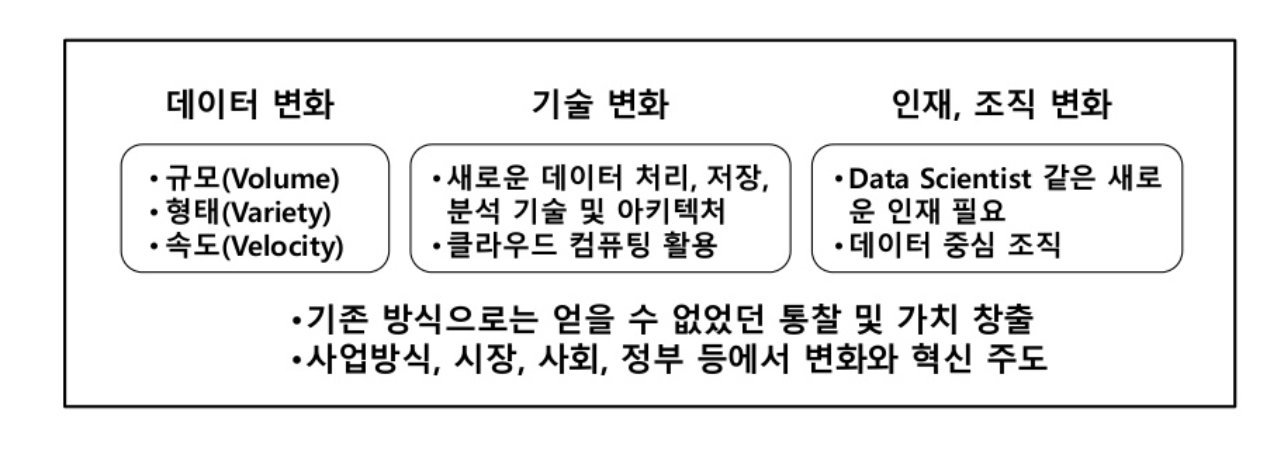 데이터 변화
• 규모(Volume)
• 형태(Variety)
• 속도(Velocity)
기술 변화
• 새로운 데이터 처리, 저장,
분석 기술 및 아키텍처
• 클라우드 컴퓨팅 활용
인재, 조직 변화
• Data Scientist 같은 새로
운 인재 필요
• 데이터 중심 조직
• 기존 방식으로는 얻을 수 없었던 통찰 및 가치 창출
• 사업방식, 시장, 사회, 정부 등에서 변화와 혁신 주도